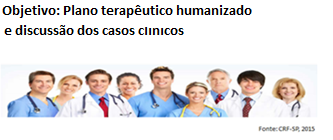 Objetivo: Plano terapêutico humanizado
e discussão dos casos clínicos
Fonte: CRF-SP, 2015